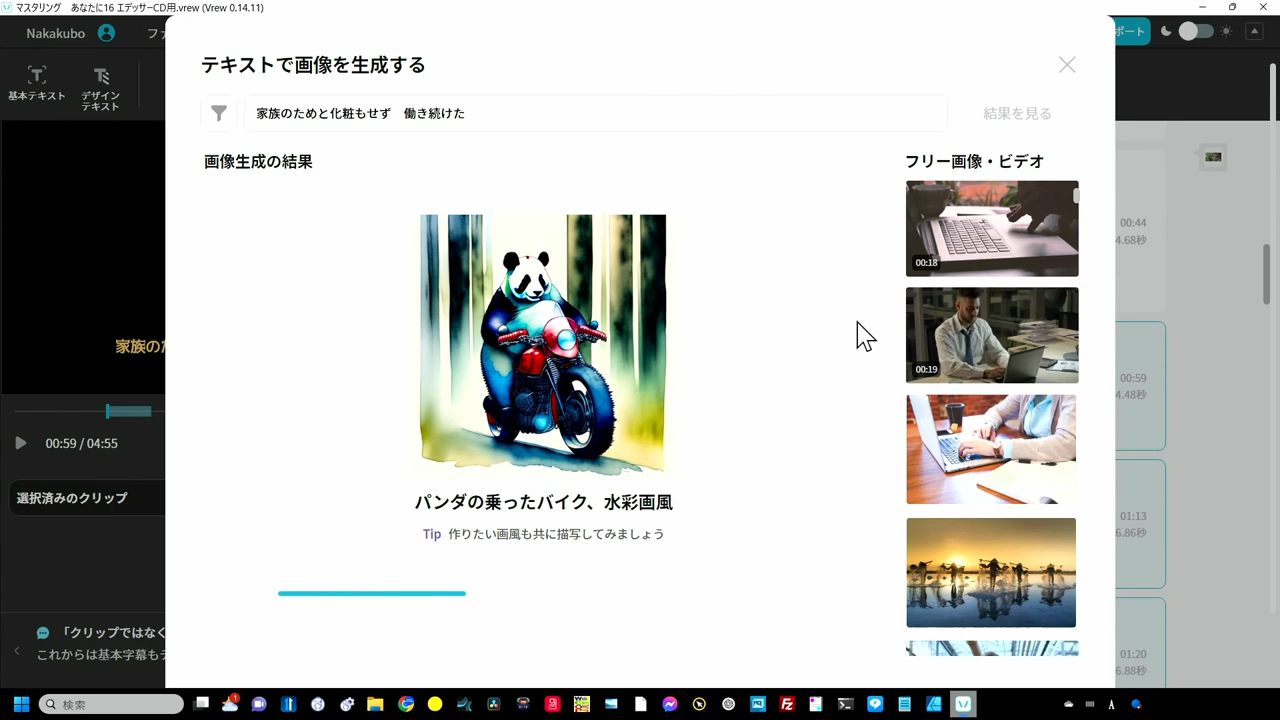 マスタリング あなたに16 エデッサーCD用.vrew (Vrew 0.14.11)
Nakakubo
ファ
ポート
基本テキスト
デザイン
テキスト
テキストで画像を生成する
家族のためと化粧もせず 働き続けた
結果を見る
画像生成の結果
フリー画像・ビデオ
00:18
00:19
パンダの乗ったバイク、水彩画風
Tip 作りたい画風も共に描写してみましょう
家族のた
00:59 / 04:55
選択済みのクリップ
「クリップではなく
これからは基本字幕もテ
00:44
4.68秒
00:59
4.48秒
01:13
6.86秒
01:20
6.88秒
検索